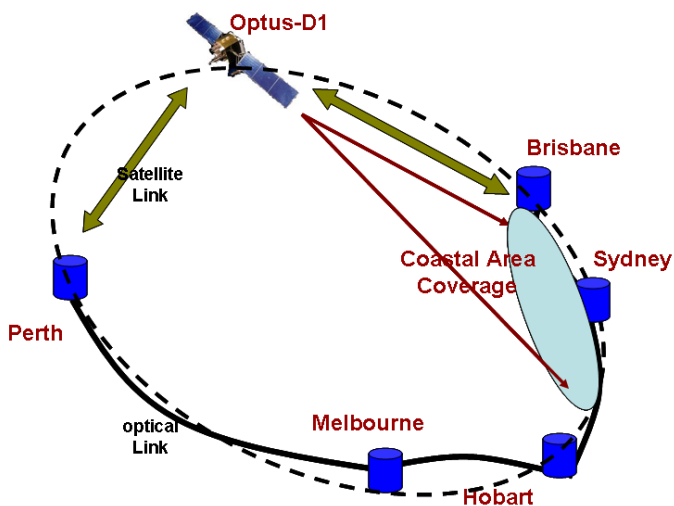 Optus-D1
Brisbane
Satellite
Link
Coastal Area
Coverage
Sydney
Perth
optical
Link
Melbourne
Hobart